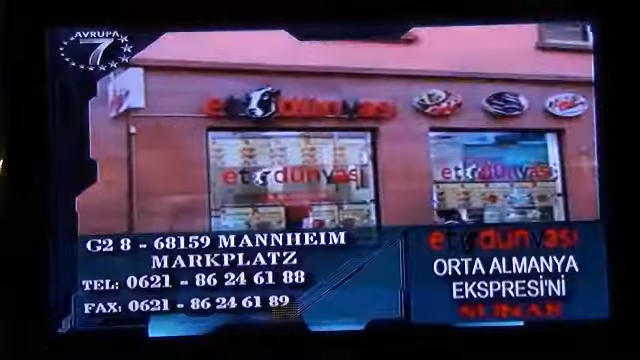 AVRUPA
7
et dünyası
et dünyası
et dünyası
G2 8 - 68159 MANNHEIM
MARKPLATZ
TEL: 0621 - 86 24 61 88
FAX: 0621 - 86 24 61 89
et dünyası
ORTA ALMANYA
EKSPRESİ'Nİ
SUNAR